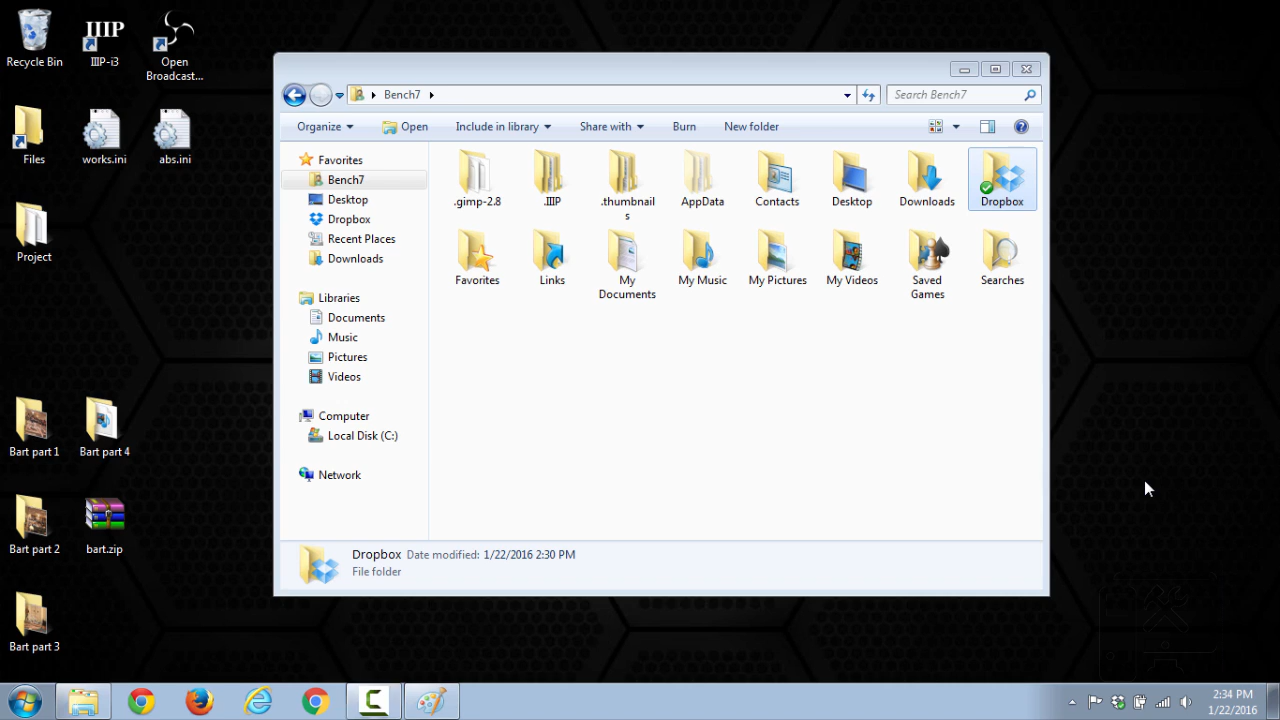 Recycle Bin
IIIP
IIIP-i3
Open
Broadcast...
Files
works.ini
abs.ini
Project
Bart part 1
Bart part 4
Bart part 2
bart.zip
Bart part 3
Bench7
Search Bench7
Organize
Open
Include in library
Share with
Burn
New folder
Favorites
Bench7
Desktop
Dropbox
Recent Places
Downloads
Libraries
Documents
Music
Pictures
Videos
Computer
Local Disk (C:)
Network
.gimp-2.8
.IIIP
.thumbnail
s
AppData
Contacts
Desktop
Downloads
Dropbox
Favorites
Links
My
Documents
My Music
My Pictures
My Videos
Saved
Games
Searches
Dropbox Date modified: 1/22/2016 2:30 PM
File folder
2:34 PM
1/22/2016